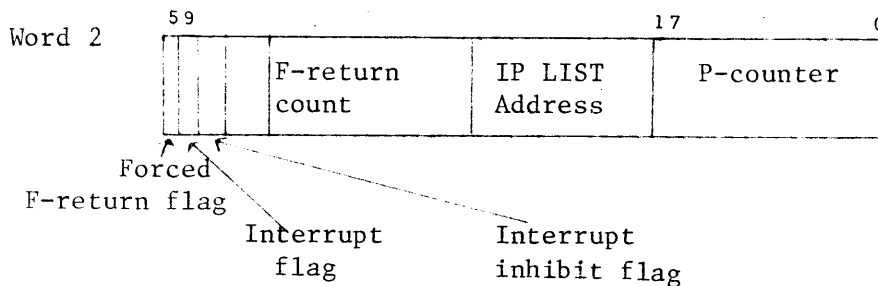 59 17 0
Word 2
F-return IP LIST P-counter
count Address
Forced
F-return flag
Interrupt Interrupt
flag inhibit flag